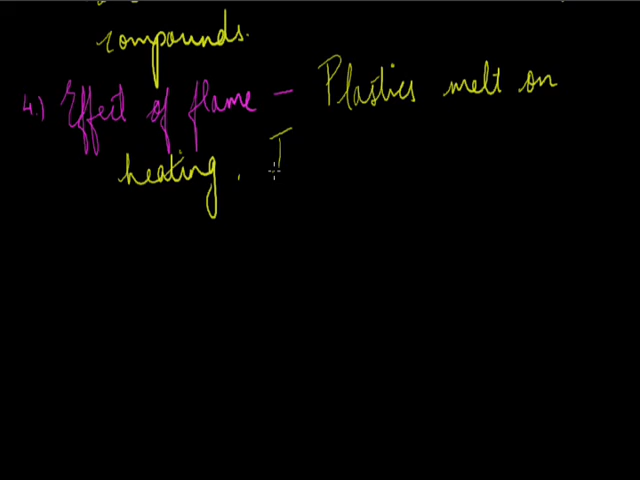 compounds.
4.) Effect of flame - Plastics melt on
heating. I